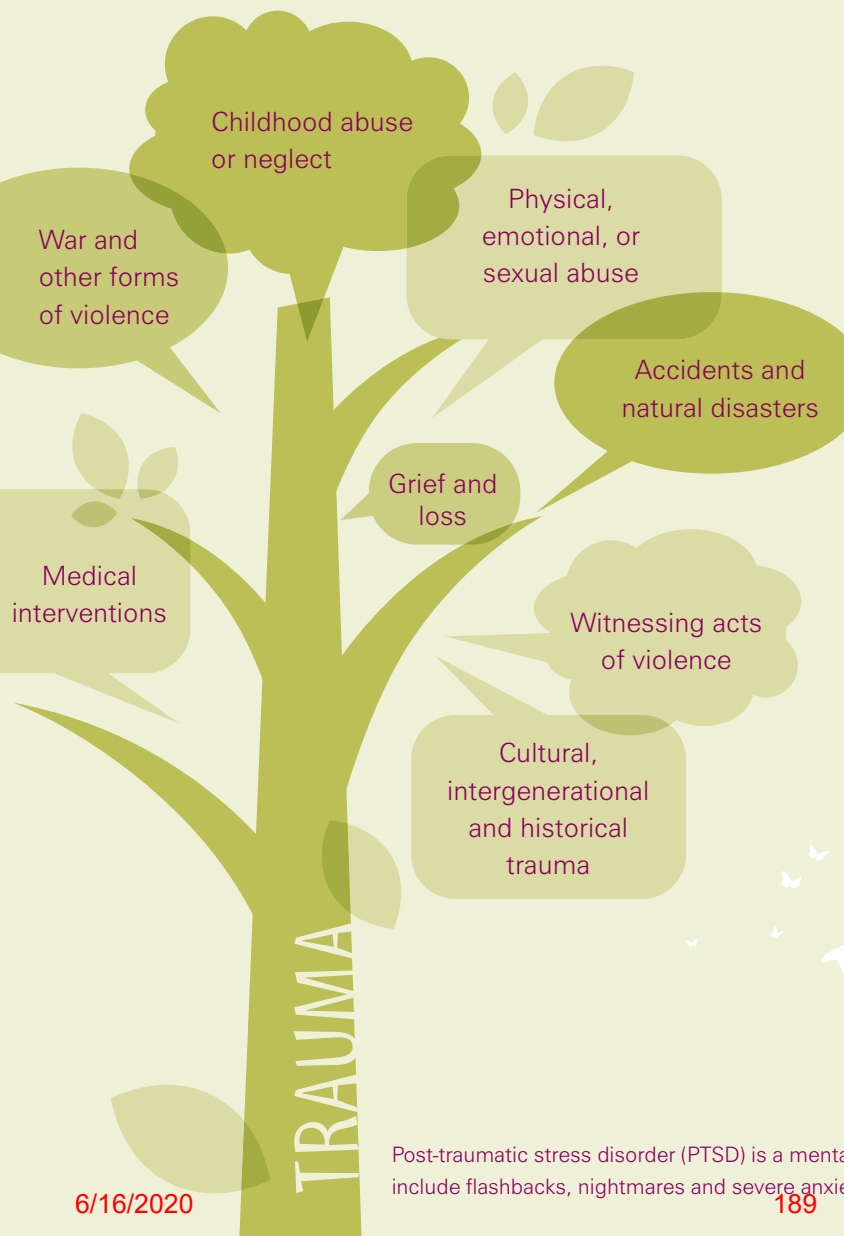 Childhood abuse
or neglect
Physical,
emotional, or
sexual abuse
War and
other forms
of violence
Accidents and
natural disasters
Grief and
loss
Medical
interventions
Witnessing acts
of violence
Cultural,
intergenerational
and historical
trauma
TRAUMA
Post-traumatic stress disorder (PTSD) is a
include flashbacks, nightmares and severe
6/16/2020
189